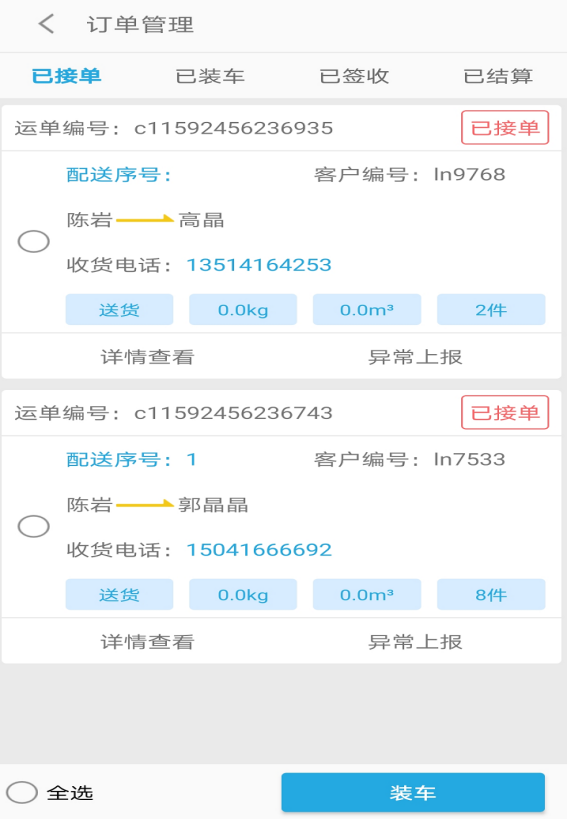 订单管理
已接单 已装车 已签收 已结算
运单编号：c11592456236935 已接单
配送序号： 客户编号：ln9768
陈岩 高晶
收货电话：13514164253
送货 0.0kg 0.0m³ 2件
详情查看 异常上报
运单编号：c11592456236743 已接单
配送序号：1 客户编号：ln7533
陈岩 郭晶晶
收货电话：15041666692
送货 0.0kg 0.0m³ 8件
详情查看 异常上报
全选 装车